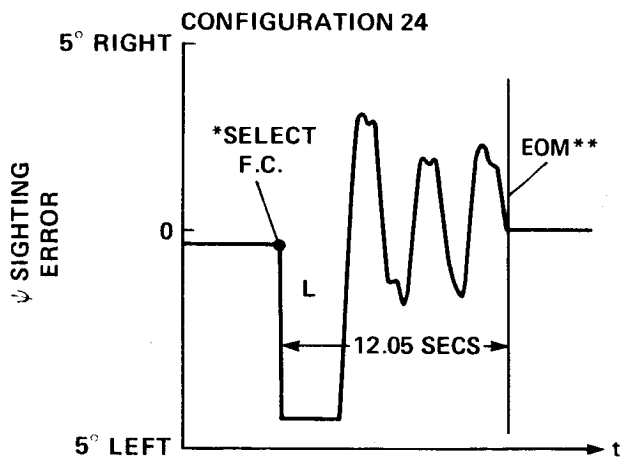 CONFIGURATION 24
5° RIGHT
*SELECT
F.C.
EOM**
ψ SIGHTING
ERROR
0
L
12.05 SECS
5° LEFT
t